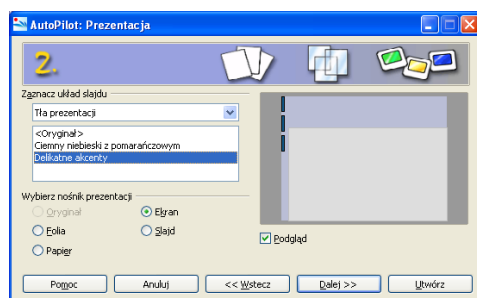 AutoPilot: Prezentacja
2.
Zaznacz układ slajdu
Tła prezentacji
<Oryginał>
Ciemny niebieski z pomarańczowym
Delikatne akcenty
Wybierz nośnik prezentacji
Oryginał
Ekran
Folia
Slajd
Papier
Podgląd
Pomoc
Anuluj
<< Wstecz
Dalej >>
Utwórz